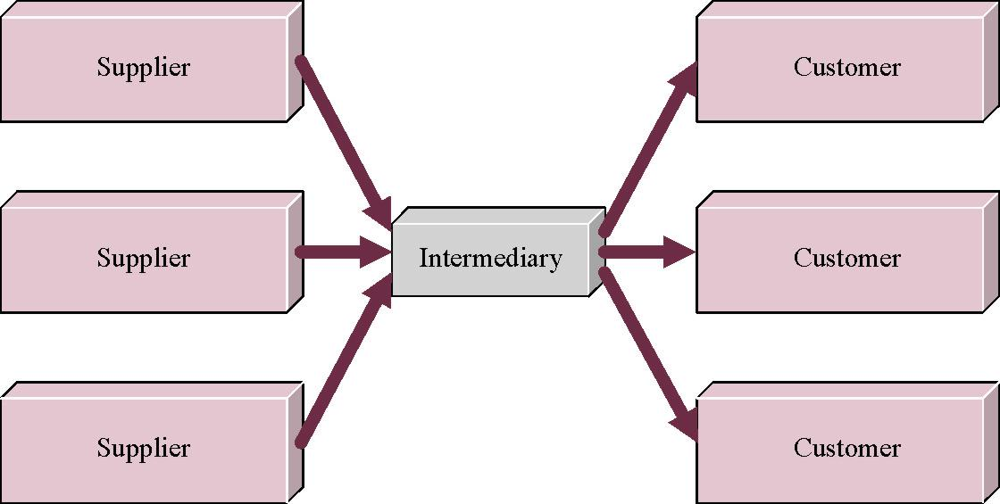 Supplier
Customer
Supplier
Intermediary
Customer
Supplier
Customer